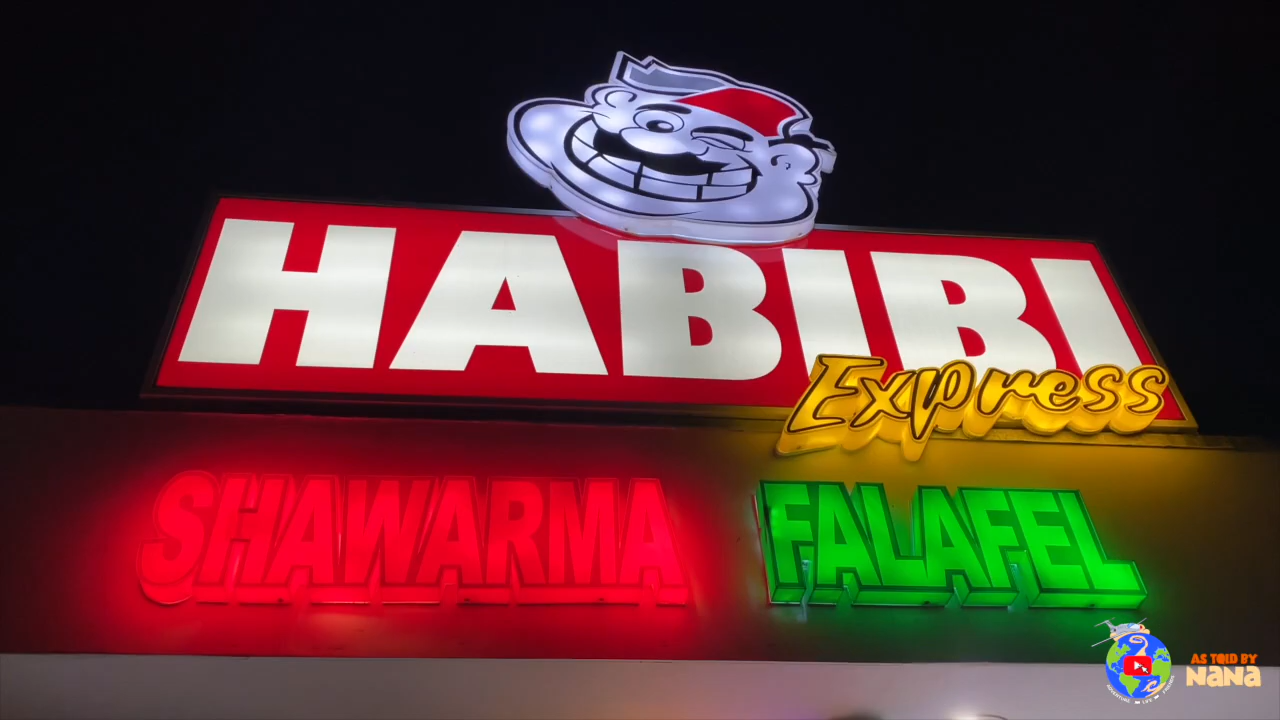 HABIBI
Express
SHAWARMA
FALAFEL
AS TOLD BY
NANA